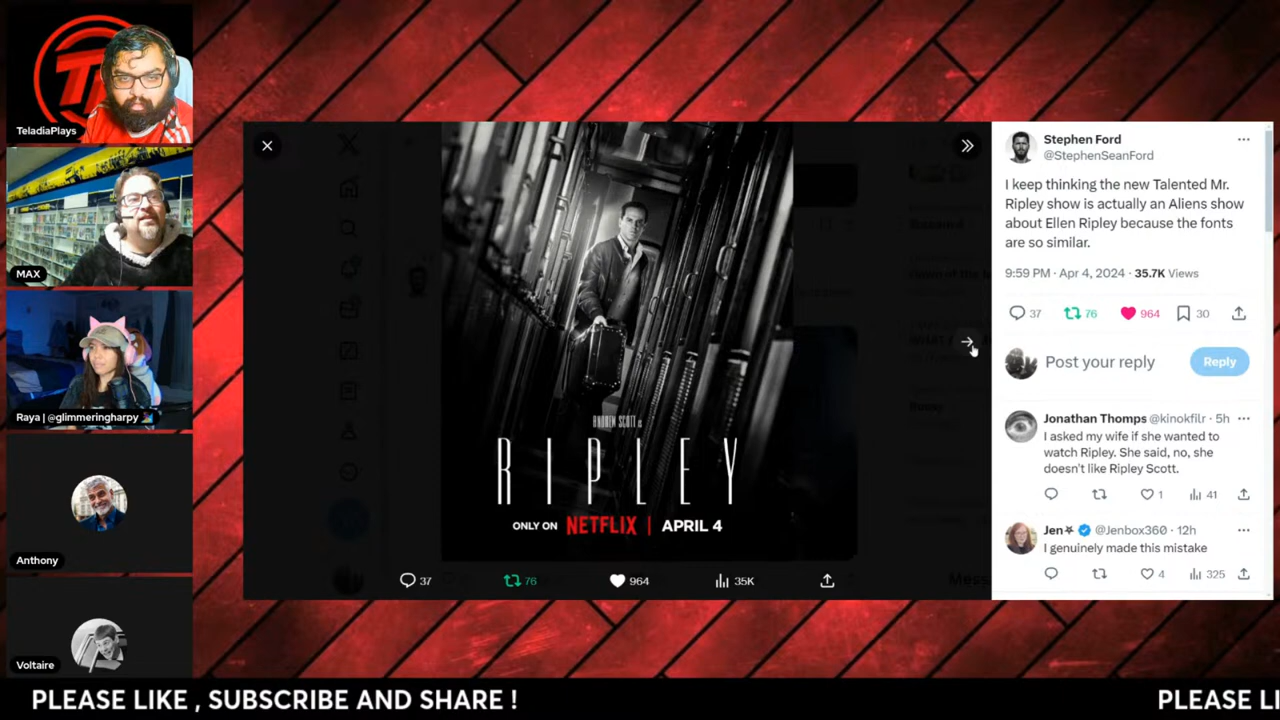 TeladiaPlays
MAX
Raya | @glimmeringharpy
Anthony
Voltaire
ANDREW SCOTT is
RIPLEY
ONLY ON NETFLIX | APRIL 4
37
76
964
35K
Stephen Ford
@StephenSeanFord
I keep thinking the new Talented Mr.
Ripley show is actually an Aliens show
about Ellen Ripley because the fonts
are so similar.
9:59 PM · Apr 4, 2024 · 35.7K Views
37 76 964 30
Post your reply
Reply
Jonathan Thomps @kinokfilr · 5h
I asked my wife if she wanted to
watch Ripley. She said, no, she
doesn't like Ripley Scott.
1 41
Jen @Jenbox360 · 12h
I genuinely made this mistake
4 325
PLEASE LIKE , SUBSCRIBE AND SHARE !
PLEASE LI